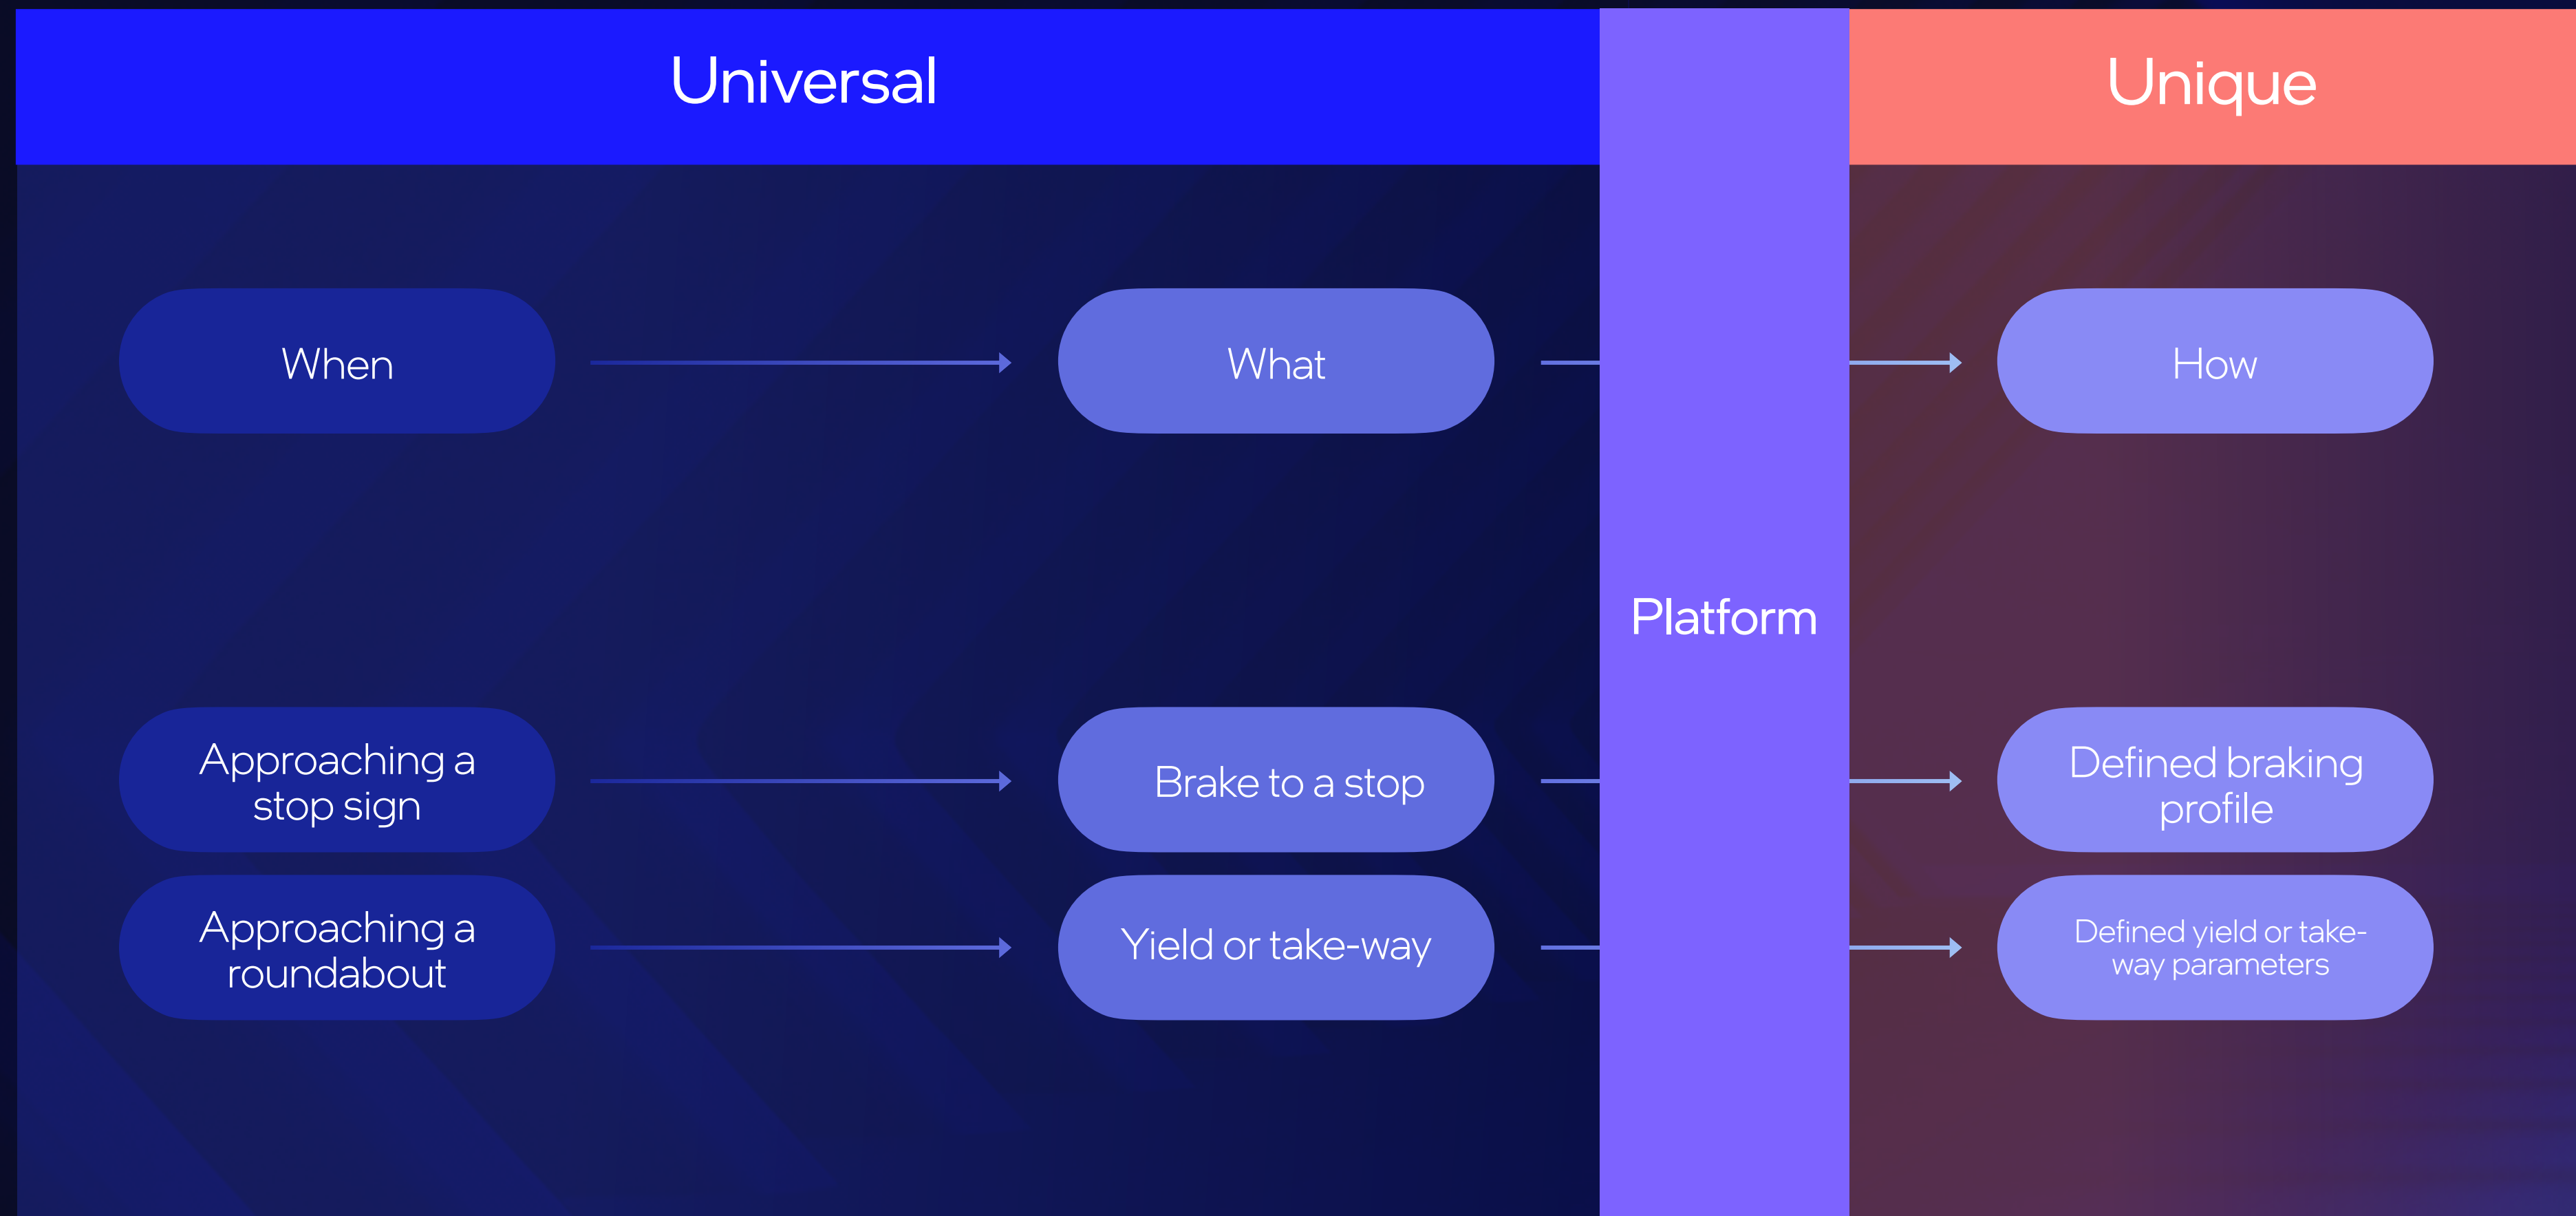 Universal
Unique
When
What
How
Platform
Approaching a
stop sign
Brake to a stop
Defined braking
profile
Approaching a
roundabout
Yield or take-way
Defined yield or take-
way parameters